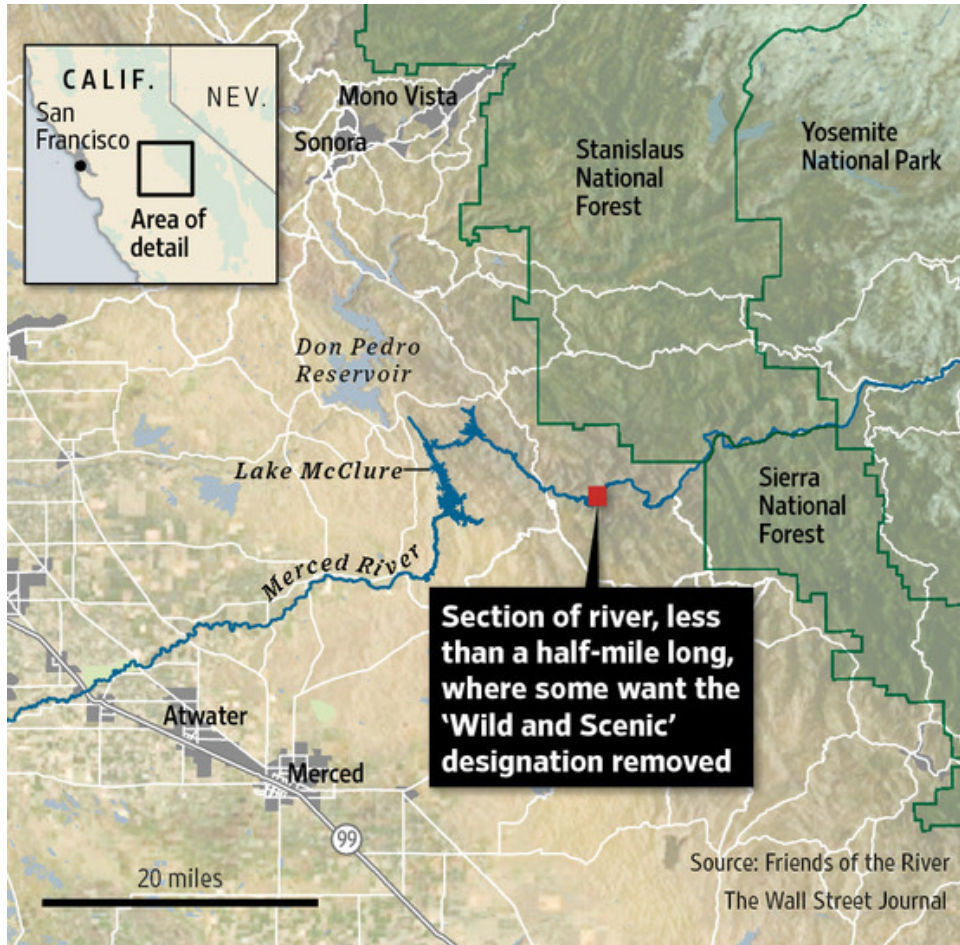 CALIF.
NEV.
San
Francisco
Area of
detail
Mono Vista
Sonora
Stanislaus
National
Forest
Yosemite
National Park
Don Pedro
Reservoir
Lake McClure
Sierra
National
Forest
Merced River
Section of river, less
than a half-mile long,
where some want the
‘Wild and Scenic’
designation removed
Atwater
Merced
99
20 miles
Source: Friends of the River
The Wall Street Journal